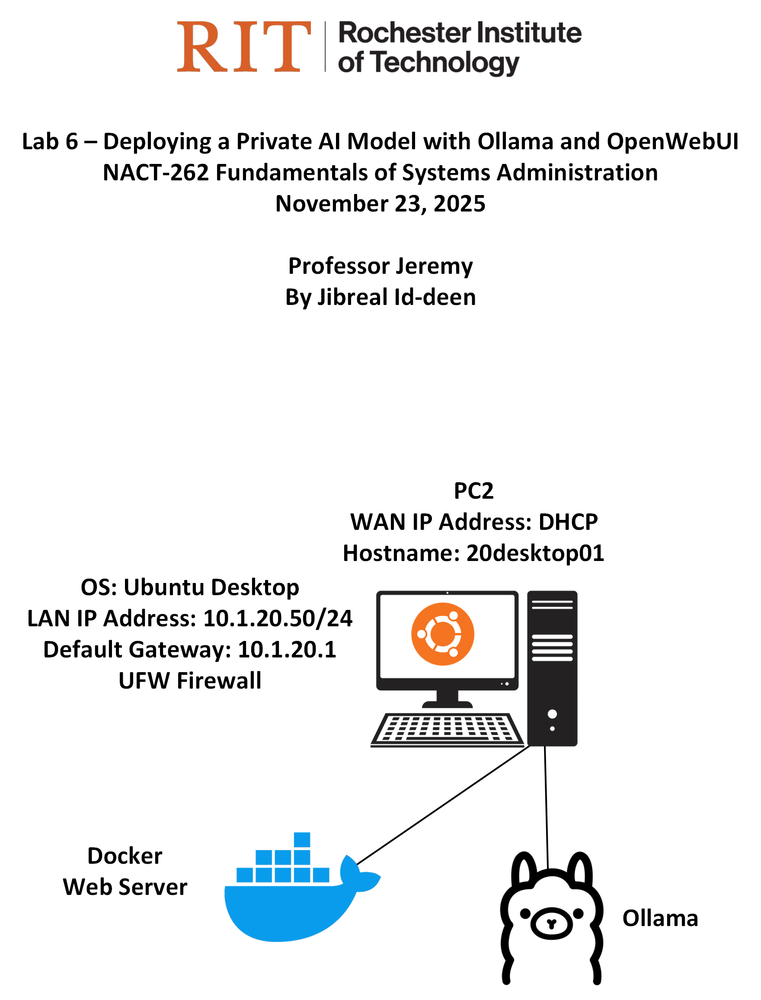 RIT
Rochester Institute
of Technology
Lab 6 – Deploying a Private AI Model with Ollama and OpenWebUI
NACT-262 Fundamentals of Systems Administration
November 23, 2025
Professor Jeremy
By Jibreal Id-deen
PC2
WAN IP Address: DHCP
Hostname: 20desktop01
OS: Ubuntu Desktop
LAN IP Address: 10.1.20.50/24
Default Gateway: 10.1.20.1
UFW Firewall
Docker
Web Server
Ollama